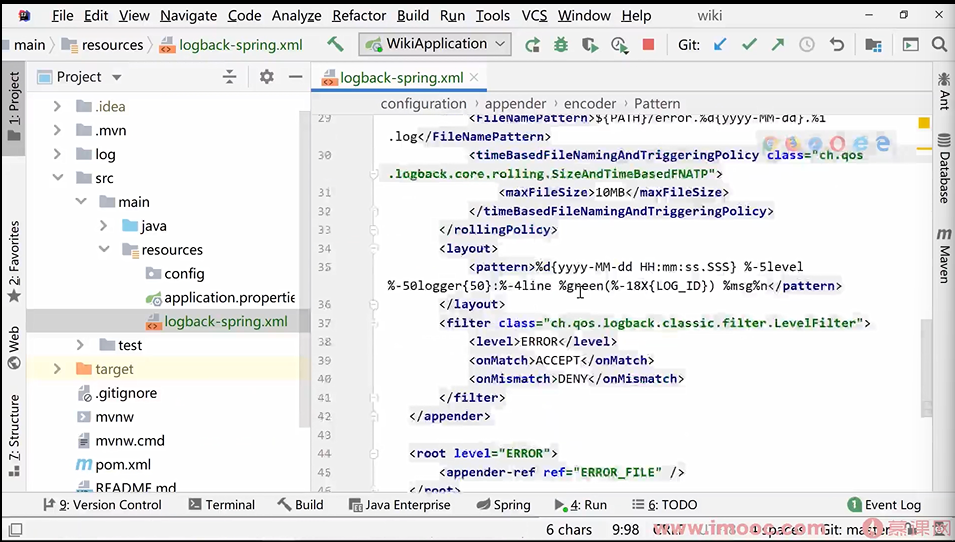 File Edit View Navigate Code Analyze Refactor Build Run Tools VCS Window Help wiki
main resources logback-spring.xml WikiApplication Git:
1: Project
2: Favorites
Web
7: Structure
Project
.idea
.mvn
log
src
main
java
resources
config
application.propertie
logback-spring.xml
test
target
.gitignore
mvnw
mvnw.cmd
pom.xml
README.md
logback-spring.xml
configuration appender encoder Pattern
29 <FileNamePattern>${PATH}/error.%d{yyyy-MM-dd}.%i
.log</FileNamePattern>
30 <timeBasedFileNamingAndTriggeringPolicy class="ch.qos
.logback.core.rolling.SizeAndTimeBasedFNATP">
31 <maxFileSize>10MB</maxFileSize>
32 </timeBasedFileNamingAndTriggeringPolicy>
33 </rollingPolicy>
34 <layout>
35 <pattern>%d{yyyy-MM-dd HH:mm:ss.SSS} %-5level
%-50logger{50}:%-4line %green(%-18X{LOG_ID}) %msg%n</pattern>
36 </layout>
37 <filter class="ch.qos.logback.classic.filter.LevelFilter">
38 <level>ERROR</level>
39 <onMatch>ACCEPT</onMatch>
40 <onMismatch>DENY</onMismatch>
41 </filter>
42 </appender>
43
44 <root level="ERROR">
45 <appender-ref ref="ERROR_FILE" />
46 </root>
Ant
Database
Maven
9: Version Control Terminal Build Java Enterprise Spring 4: Run 6: TODO 1 Event Log
6 chars 9:98 CRLF 4 spaces Git: master
www.imooc.com 慕课网